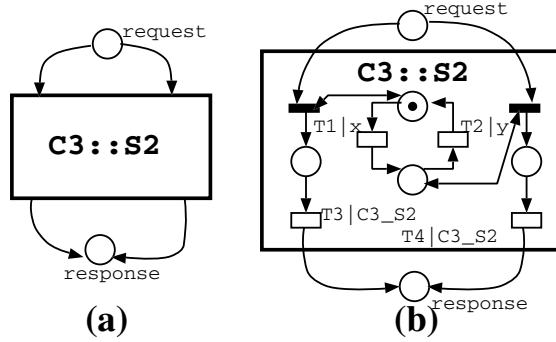 request
C3::S2
response
(a)
request
C3::S2
T1|x
T2|y
T3|C3_S2
T4|C3_S2
response
(b)